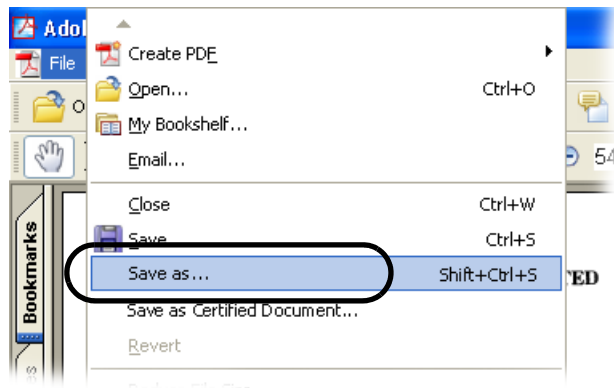 Adol
File
Create PDF
Open... Ctrl+O
My Bookshelf...
Email...
54
Close Ctrl+W
Save Ctrl+S
Save as... Shift+Ctrl+S
TED
Save as Certified Document...
Revert
Bookmarks